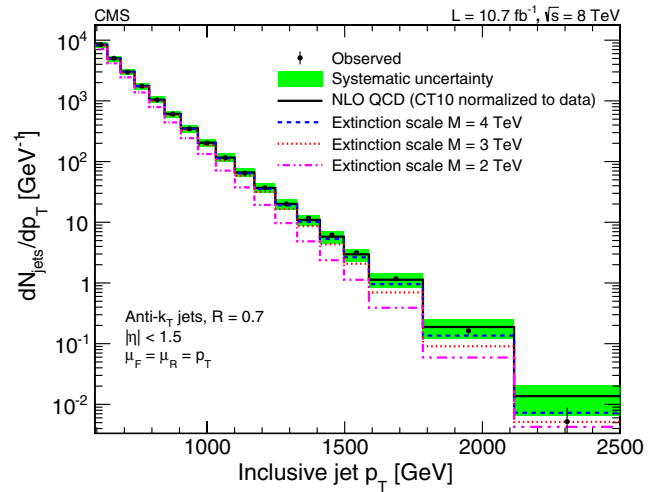 CMS
L = 10.7 fb⁻¹, √s = 8 TeV
10⁴
10³
10²
10
1
10⁻¹
10⁻²
dN_jets/dp_T [GeV⁻¹]
Observed
Systematic uncertainty
NLO QCD (CT10 normalized to data)
Extinction scale M = 4 TeV
Extinction scale M = 3 TeV
Extinction scale M = 2 TeV
Anti-k_T jets, R = 0.7
|η| < 1.5
μ_F = μ_R = p_T
1000 1500 2000 2500
Inclusive jet p_T [GeV]